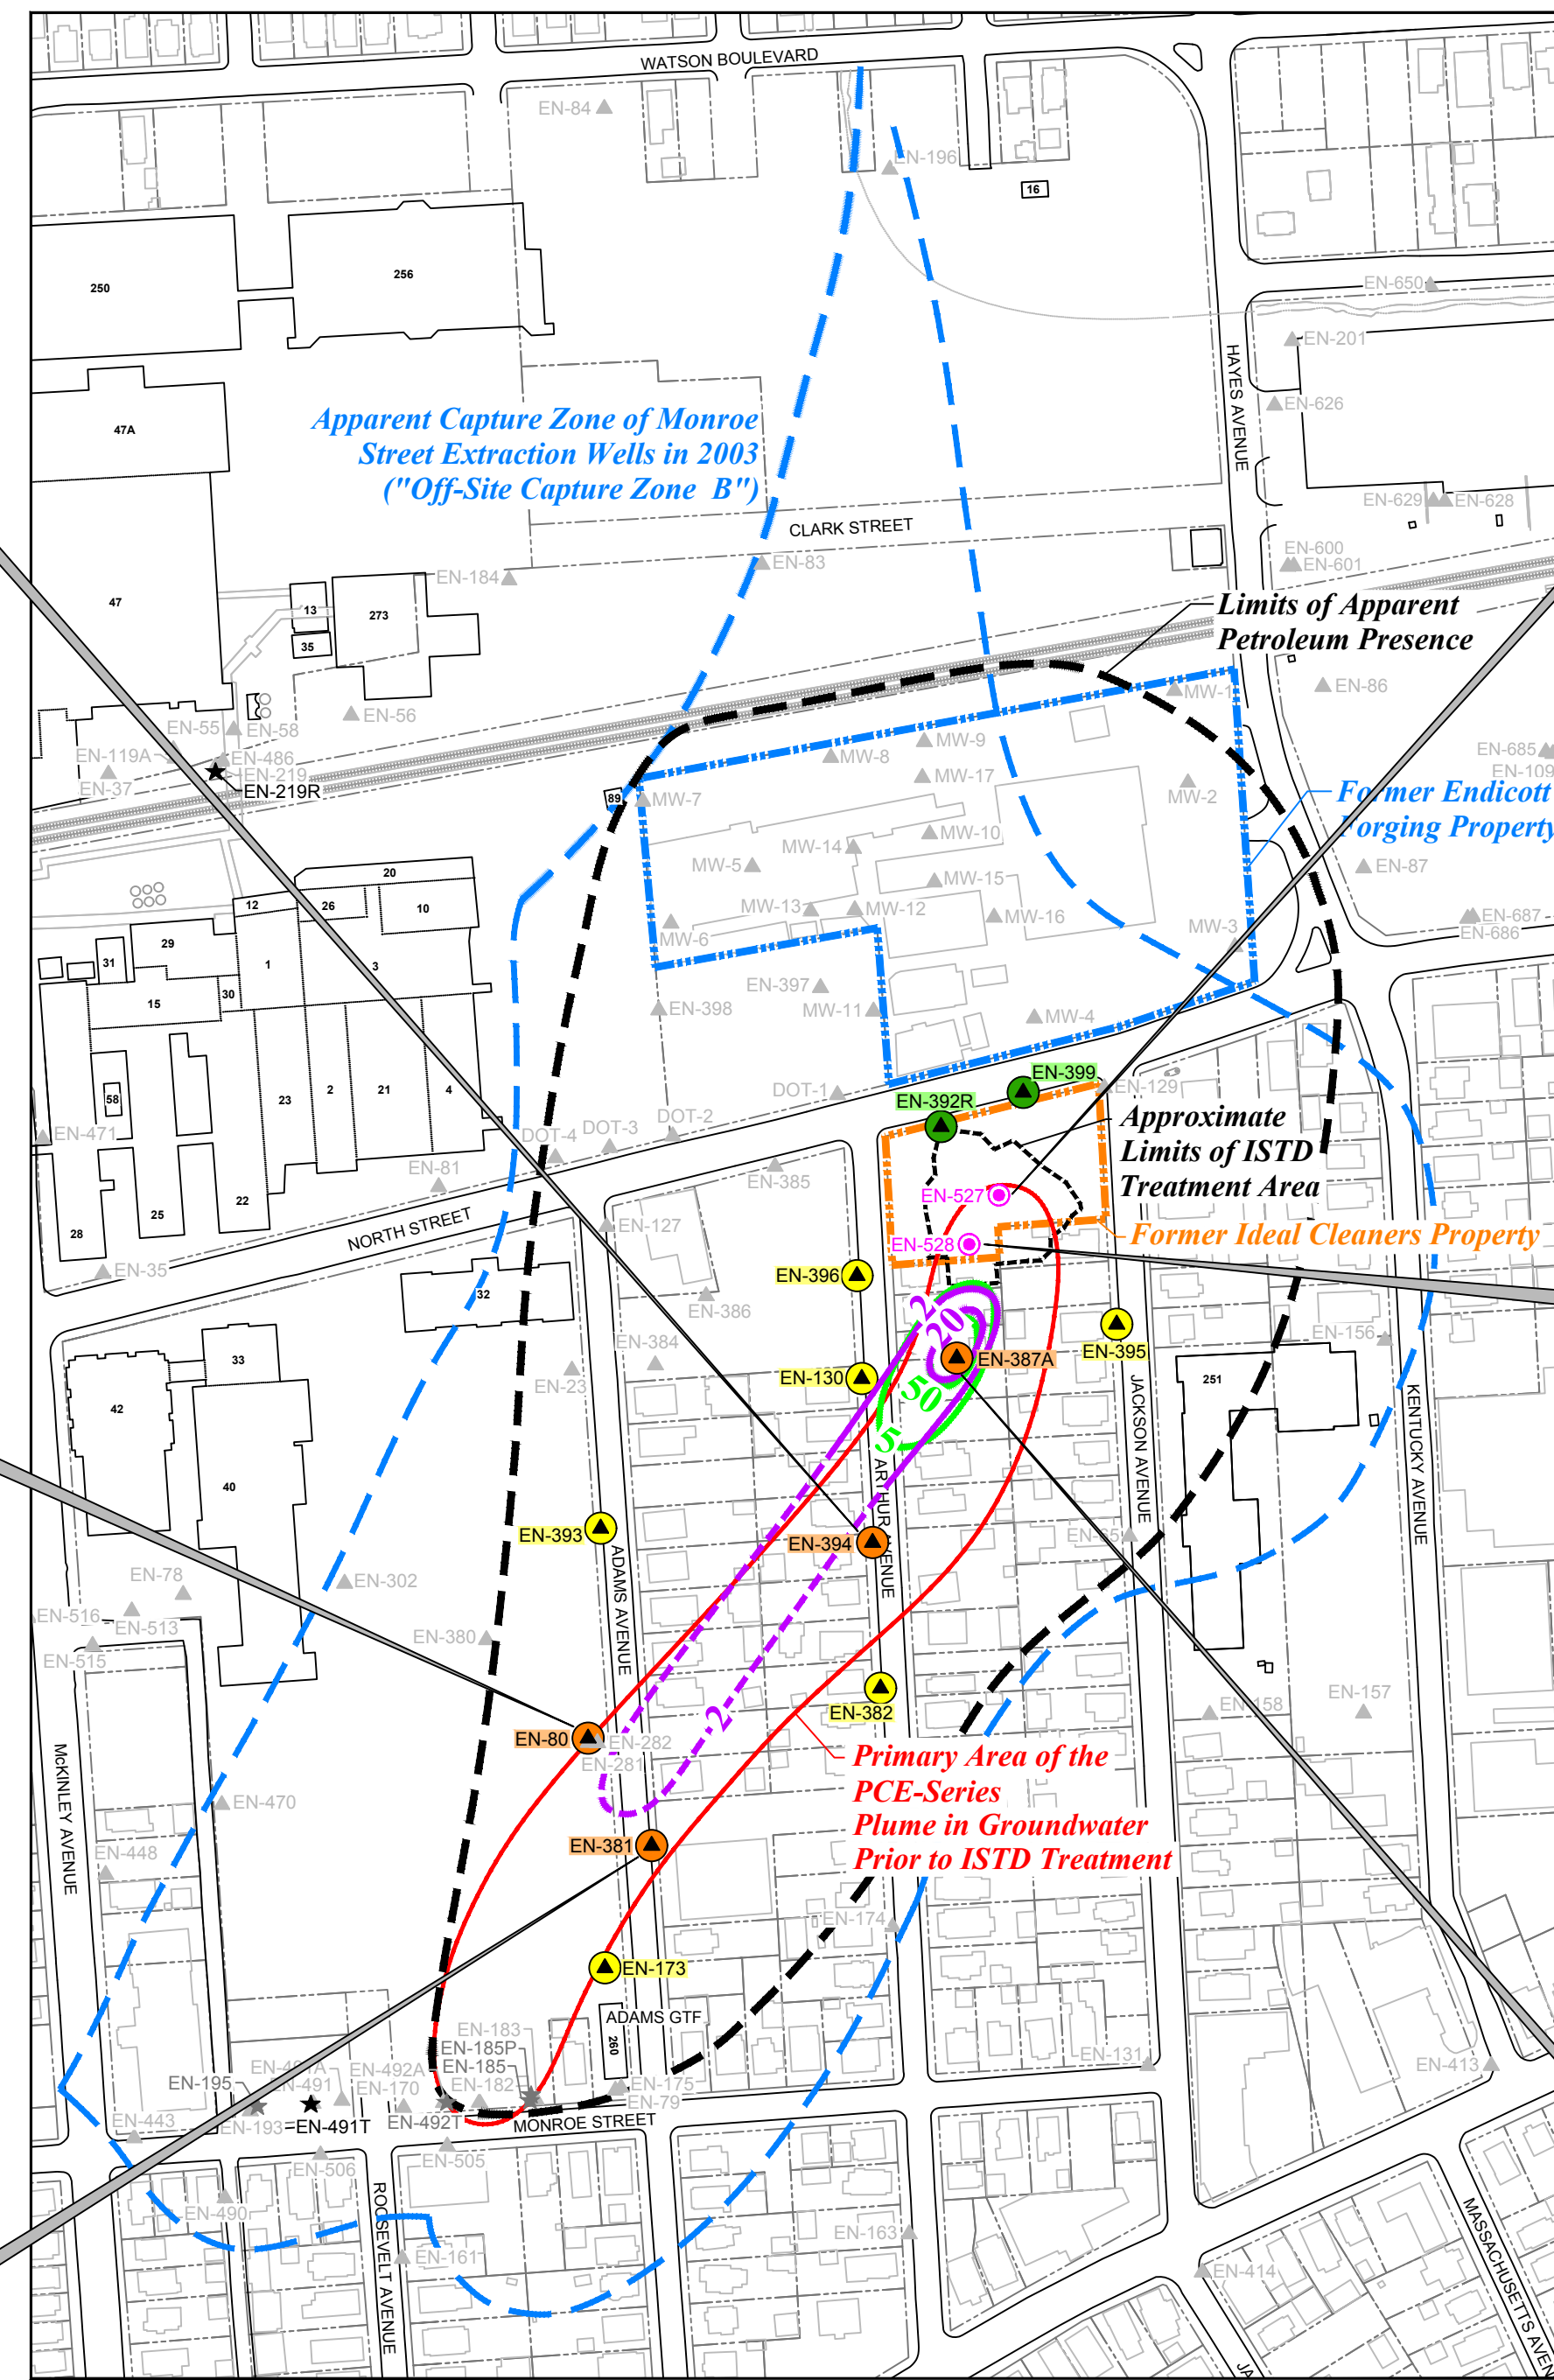 WATSON BOULEVARD
EN-84
EN-196
16
256
250
EN-650
EN-201
HAYES AVENUE
EN-626
Apparent Capture Zone of Monroe
Street Extraction Wells in 2003
("Off-Site Capture Zone B")
47A
EN-629
EN-628
CLARK STREET
EN-83
EN-184
EN-600
EN-601
47
13
273
35
Limits of Apparent
Petroleum Presence
EN-86
MW-1
EN-56
EN-55
EN-58
EN-119A
EN-486
EN-219
EN-37
EN-219R
MW-9
MW-8
MW-17
MW-2
EN-685
EN-109
89
MW-7
Former Endicott
Forging Property
MW-10
MW-14
MW-5
EN-87
MW-15
20
12
26
10
MW-13
MW-12
MW-16
MW-6
MW-3
EN-687
EN-686
29
31
1
3
15
30
EN-397
EN-398
MW-11
MW-4
58
23
2
21
4
EN-399
DOT-1
EN-392R
EN-129
EN-471
DOT-2
DOT-3
DOT-4
Approximate
Limits of ISTD
Treatment Area
EN-81
EN-385
22
25
28
EN-527
NORTH STREET
EN-127
Former Ideal Cleaners Property
EN-528
EN-35
EN-396
32
EN-386
2
20
EN-395
EN-156
EN-384
33
EN-387A
EN-130
EN-23
50
251
42
5
JACKSON AVENUE
KENTUCKY AVENUE
40
ARTHUR AVENUE
EN-393
EN-394
EN-65
ADAMS AVENUE
EN-78
EN-302
EN-516
EN-513
EN-380
EN-515
EN-382
EN-158
EN-157
2
EN-80
EN-282
EN-281
Primary Area of the
PCE-Series
Plume in Groundwater
Prior to ISTD Treatment
McKINLEY AVENUE
EN-470
EN-381
EN-448
EN-174
EN-173
ADAMS GTF
260
EN-183
EN-185P
EN-185
EN-131
EN-413
EN-491A
EN-491
EN-492A
EN-170
EN-195
EN-182
EN-175
EN-79
EN-443
EN-193
EN-491T
EN-492T
MONROE STREET
EN-505
EN-506
EN-490
ROOSEVELT AVENUE
EN-161
EN-163
EN-414
MASSACHUSETTS AVEN
JA